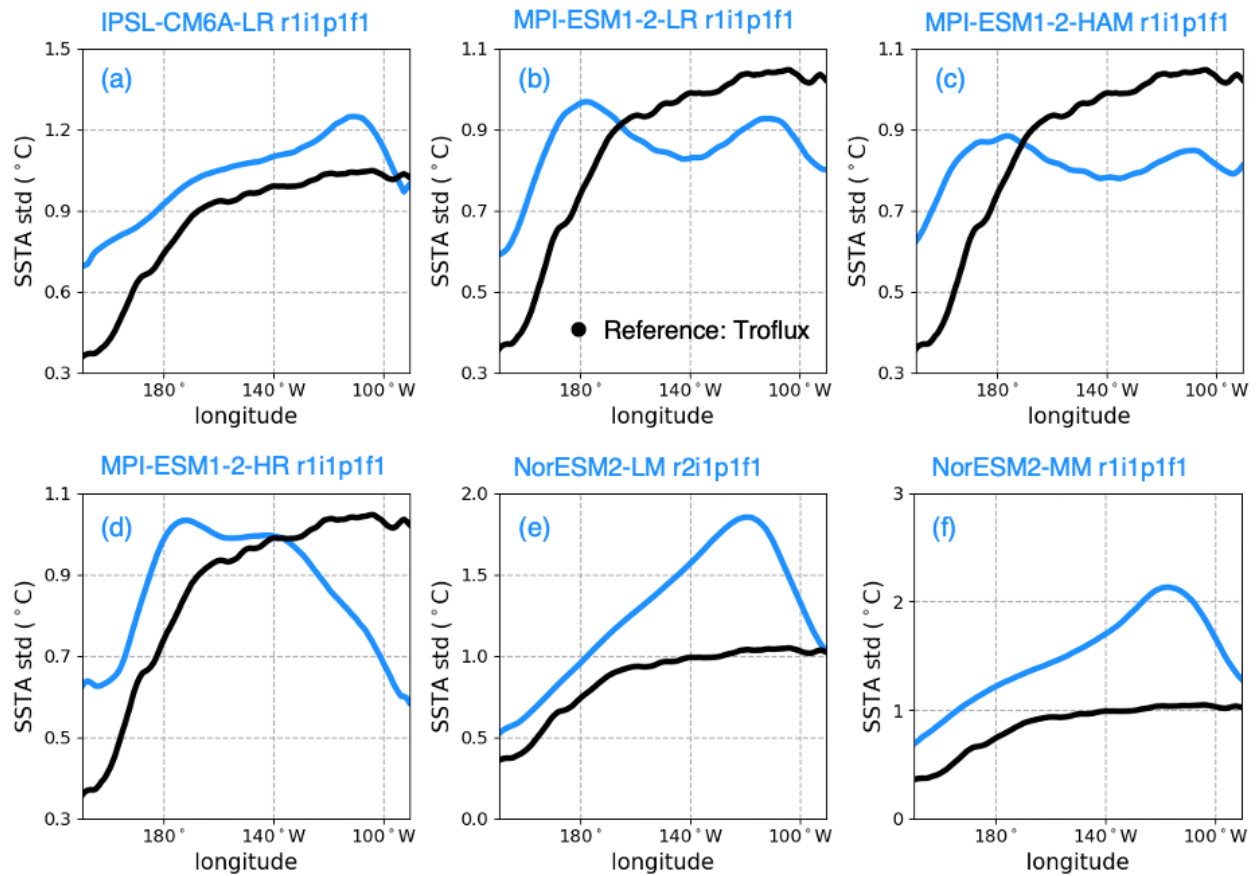 IPSL-CM6A-LR r1i1p1f1
(a)
SSTA std (°C)
1.5
1.2
0.9
0.6
0.3
180°
140°W
100°W
longitude
MPI-ESM1-2-LR r1i1p1f1
(b)
SSTA std (°C)
1.1
0.9
0.7
0.5
0.3
● Reference: Troflux
180°
140°W
100°W
longitude
MPI-ESM1-2-HAM r1i1p1f1
(c)
SSTA std (°C)
1.1
0.9
0.7
0.5
0.3
180°
140°W
100°W
longitude
MPI-ESM1-2-HR r1i1p1f1
(d)
SSTA std (°C)
1.1
0.9
0.7
0.5
0.3
180°
140°W
100°W
longitude
NorESM2-LM r2i1p1f1
(e)
SSTA std (°C)
2.0
1.5
1.0
0.5
0.0
180°
140°W
100°W
longitude
NorESM2-MM r1i1p1f1
(f)
SSTA std (°C)
3
2
1
0
180°
140°W
100°W
longitude